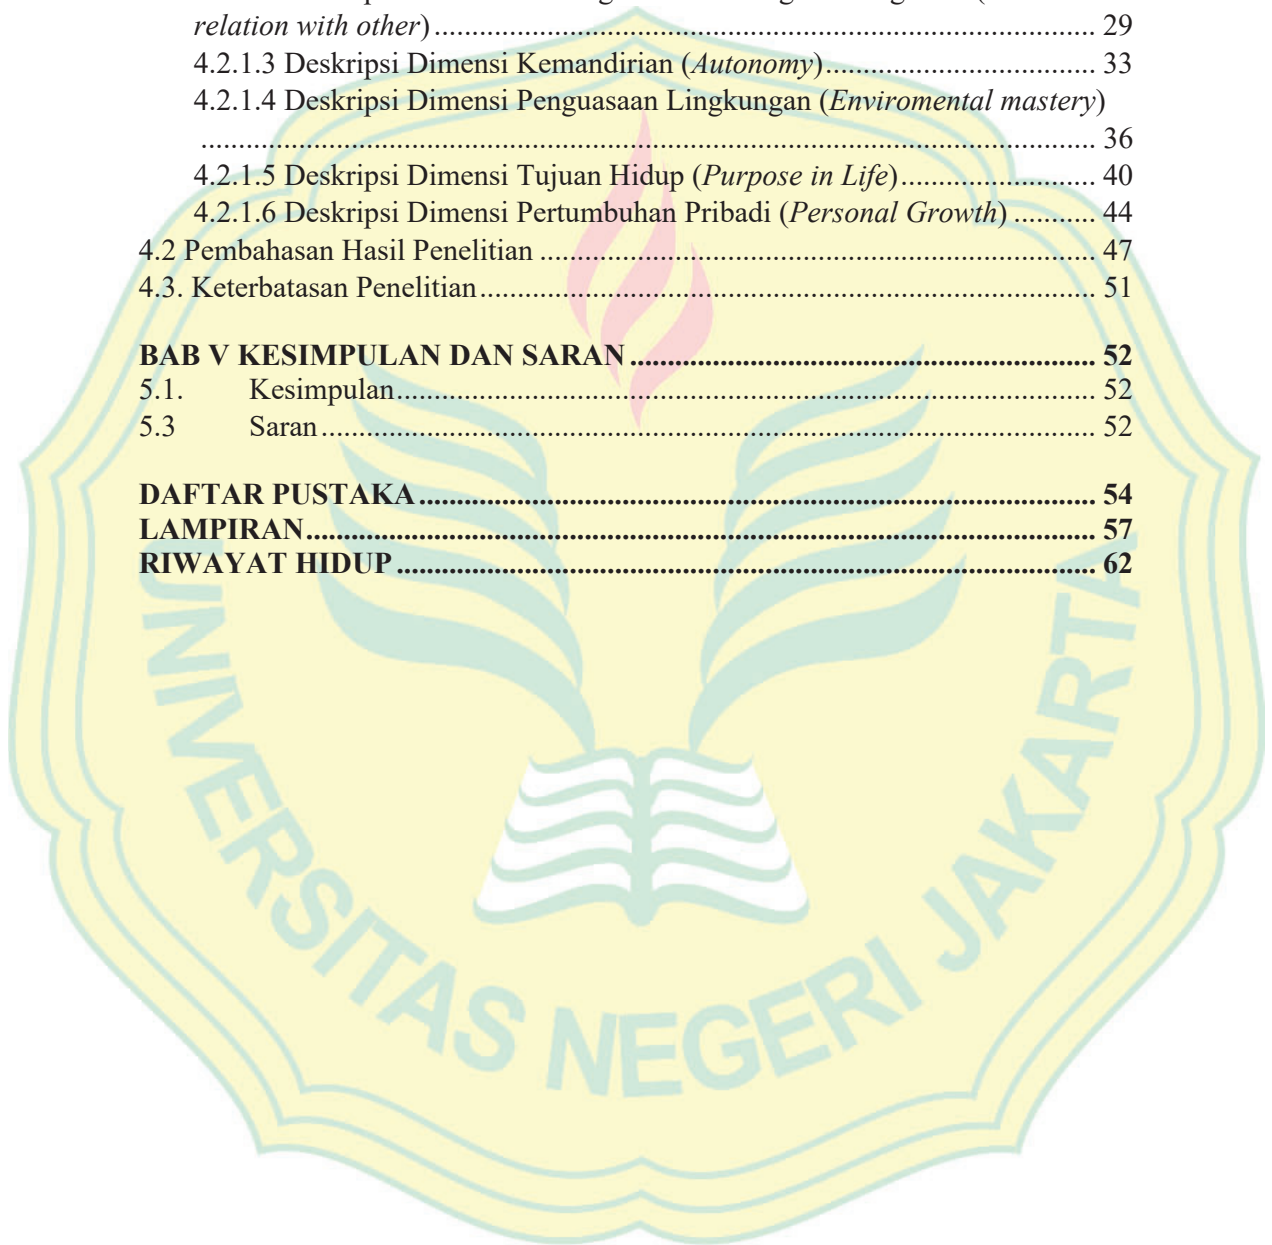 relation with other) ........ 29
4.2.1.3 Deskripsi Dimensi Kemandirian (Autonomy) ........ 33
4.2.1.4 Deskripsi Dimensi Penguasaan Lingkungan (Enviromental mastery)
........ 36
4.2.1.5 Deskripsi Dimensi Tujuan Hidup (Purpose in Life) ........ 40
4.2.1.6 Deskripsi Dimensi Pertumbuhan Pribadi (Personal Growth) ........ 44
4.2 Pembahasan Hasil Penelitian ........ 47
4.3. Keterbatasan Penelitian ........ 51
BAB V KESIMPULAN DAN SARAN ........ 52
5.1. Kesimpulan ........ 52
5.3 Saran ........ 52
DAFTAR PUSTAKA ........ 54
LAMPIRAN ........ 57
RIWAYAT HIDUP ........ 62
UNIVERSITAS NEGERI JAKARTA